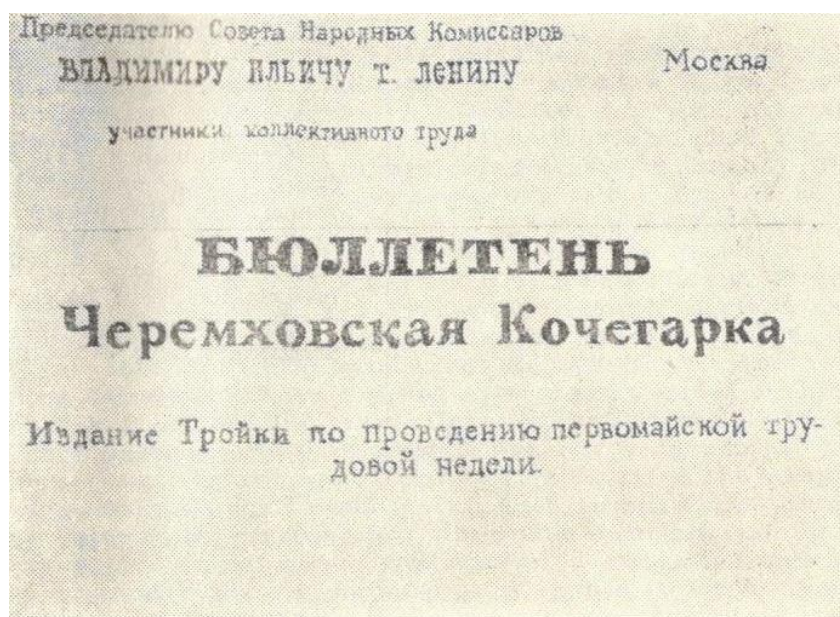 Председателю Совета Народных Комиссаров
ВЛАДИМИРУ ИЛЬИЧУ т. ЛЕНИНУ Москва
участники коллективного труда
БЮЛЛЕТЕНЬ
Черемховская Кочегарка
Издание Тройки по проведению первомайской тру-
довой недели.